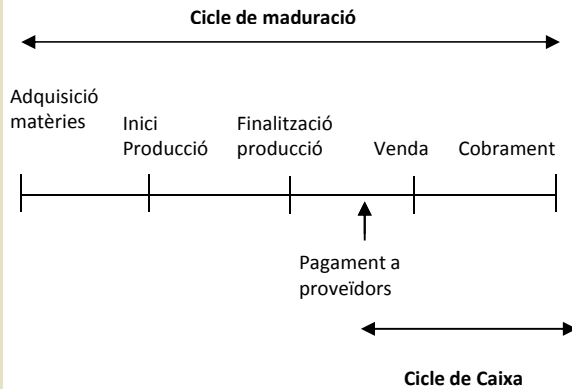 Cicle de maduració
Adquisició
matèries
Inici
Producció
Finalització
producció
Venda
Cobrament
Pagament a
proveïdors
Cicle de Caixa